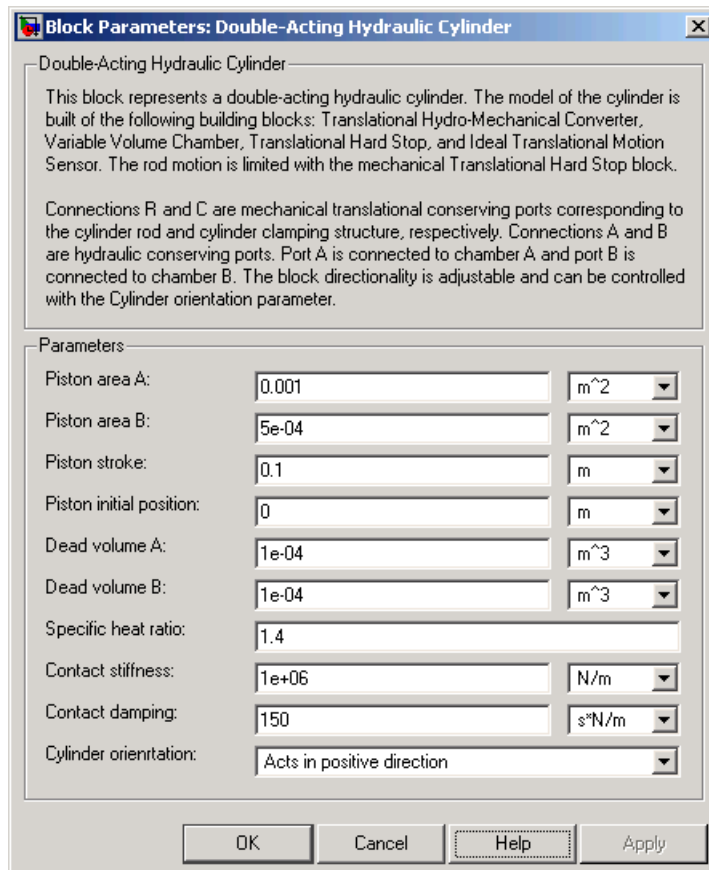 Block Parameters: Double-Acting Hydraulic Cylinder
Double-Acting Hydraulic Cylinder
This block represents a double-acting hydraulic cylinder. The model of the cylinder is
built of the following building blocks: Translational Hydro-Mechanical Converter,
Variable Volume Chamber, Translational Hard Stop, and Ideal Translational Motion
Sensor. The rod motion is limited with the mechanical Translational Hard Stop block.
Connections R and C are mechanical translational conserving ports corresponding to
the cylinder rod and cylinder clamping structure, respectively. Connections A and B
are hydraulic conserving ports. Port A is connected to chamber A and port B is
connected to chamber B. The block directionality is adjustable and can be controlled
with the Cylinder orientation parameter.
Parameters
Piston area A: 0.001 m^2
Piston area B: 5e-04 m^2
Piston stroke: 0.1 m
Piston initial position: 0 m
Dead volume A: 1e-04 m^3
Dead volume B: 1e-04 m^3
Specific heat ratio: 1.4
Contact stiffness: 1e+06 N/m
Contact damping: 150 s*N/m
Cylinder orienrtation: Acts in positive direction
OK Cancel Help Apply